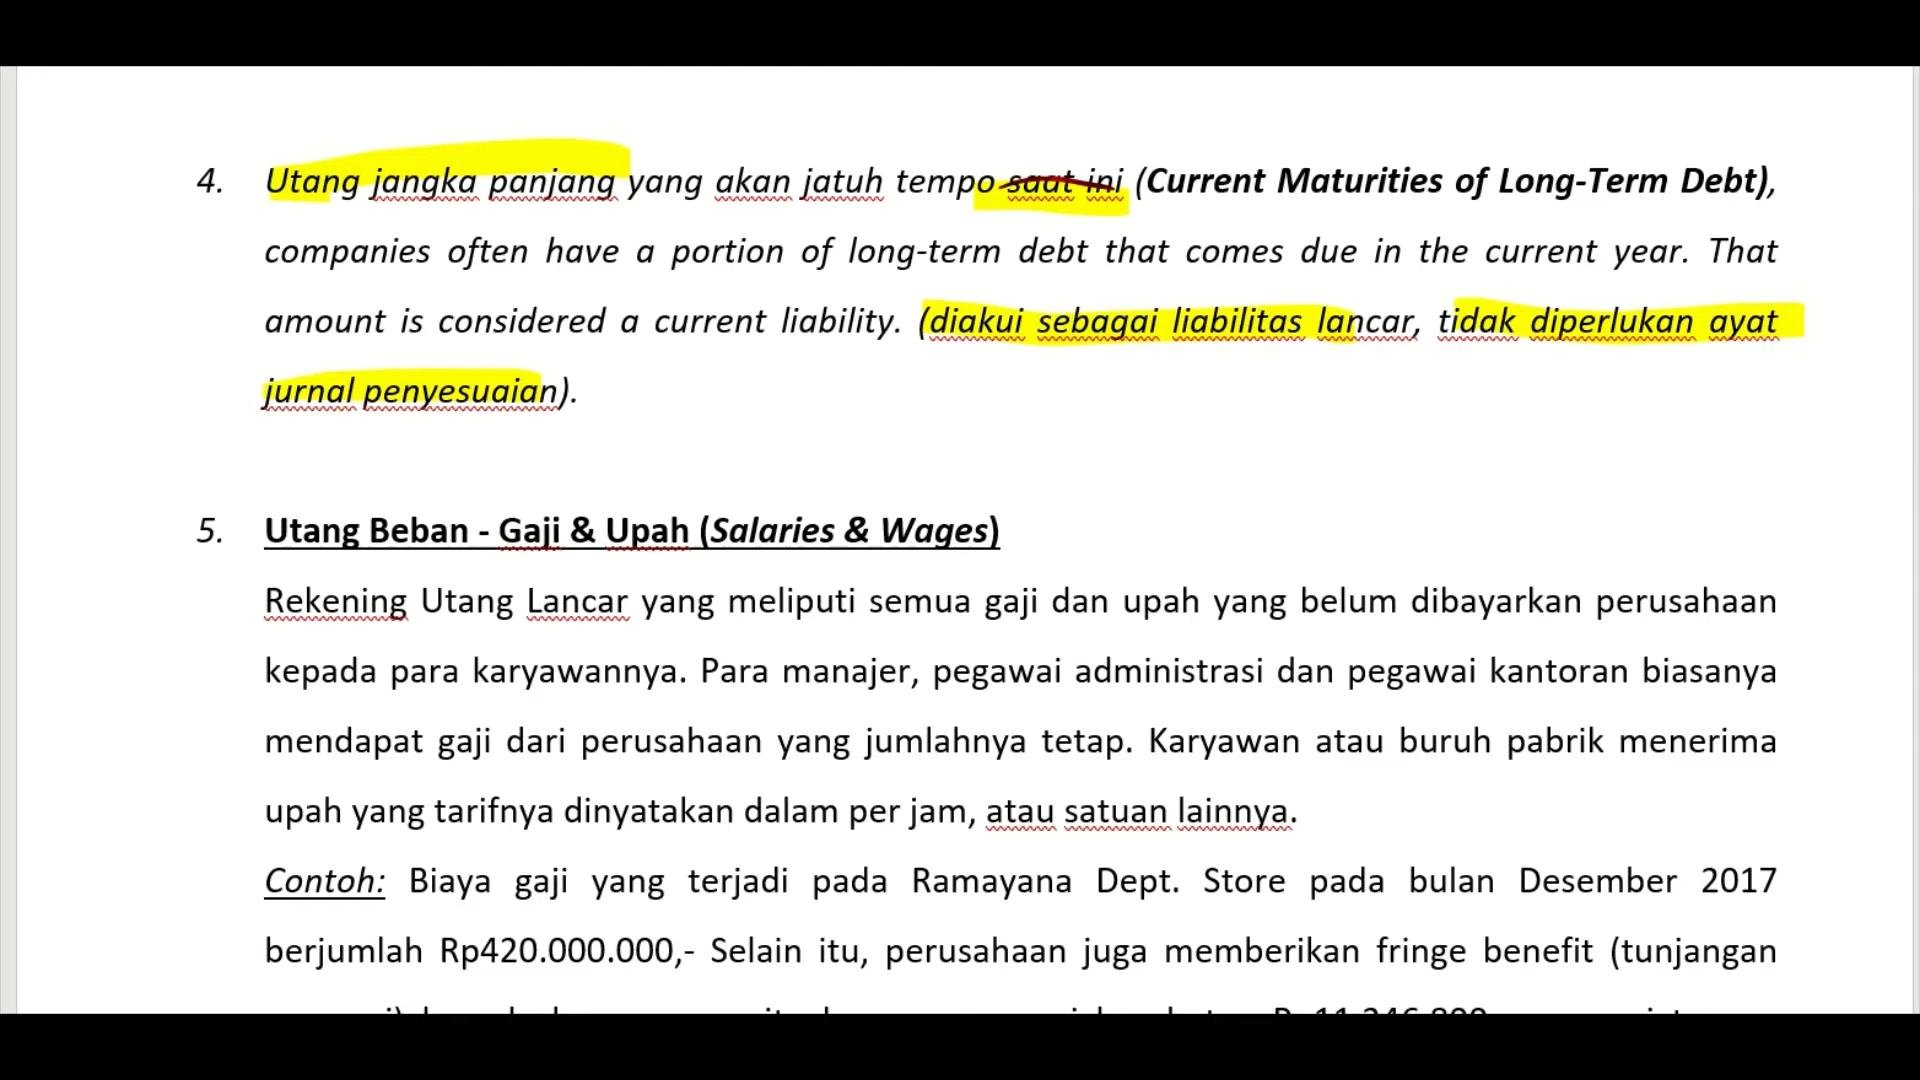 4. Utang jangka panjang yang akan jatuh tempo saat ini (Current Maturities of Long-Term Debt),
companies often have a portion of long-term debt that comes due in the current year. That
amount is considered a current liability. (diakui sebagai liabilitas lancar, tidak diperlukan ayat
jurnal penyesuaian).
5. Utang Beban - Gaji & Upah (Salaries & Wages)
Rekening Utang Lancar yang meliputi semua gaji dan upah yang belum dibayarkan perusahaan
kepada para karyawannya. Para manajer, pegawai administrasi dan pegawai kantoran biasanya
mendapat gaji dari perusahaan yang jumlahnya tetap. Karyawan atau buruh pabrik menerima
upah yang tarifnya dinyatakan dalam per jam, atau satuan lainnya.
Contoh: Biaya gaji yang terjadi pada Ramayana Dept. Store pada bulan Desember 2017
berjumlah Rp420.000.000,- Selain itu, perusahaan juga memberikan fringe benefit (tunjangan